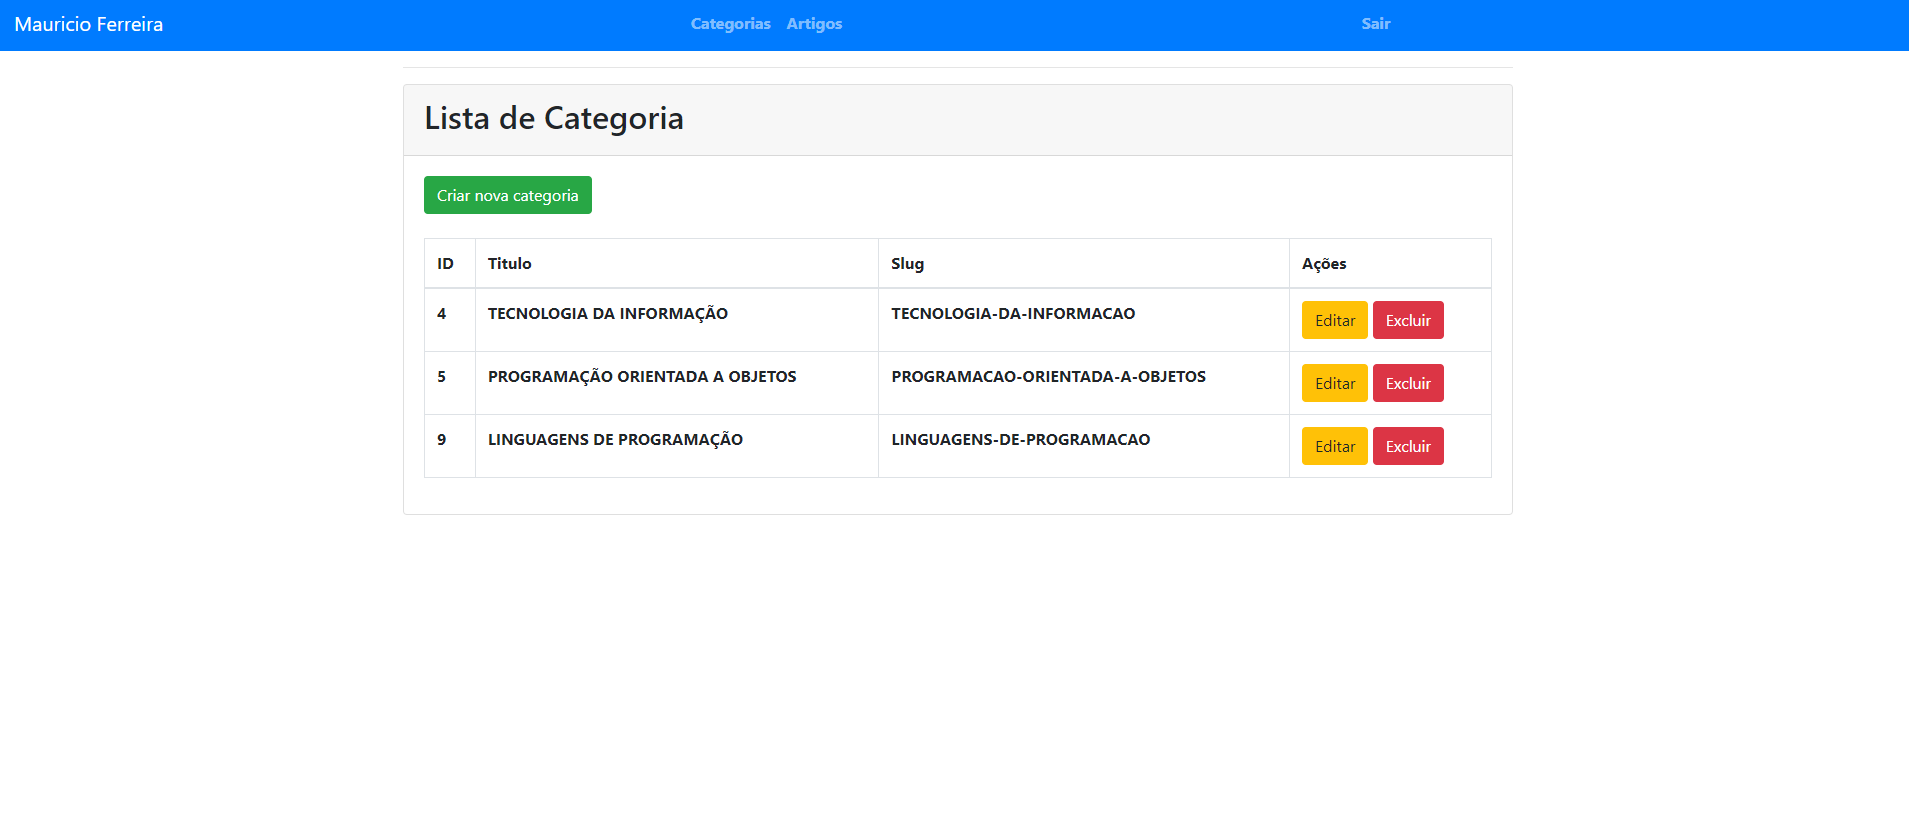 Mauricio Ferreira Categorias Artigos Sair
Lista de Categoria
Criar nova categoria
ID Titulo Slug Ações
4 TECNOLOGIA DA INFORMAÇÃO TECNOLOGIA-DA-INFORMACAO Editar Excluir
5 PROGRAMAÇÃO ORIENTADA A OBJETOS PROGRAMACAO-ORIENTADA-A-OBJETOS Editar Excluir
9 LINGUAGENS DE PROGRAMAÇÃO LINGUAGENS-DE-PROGRAMACAO Editar Excluir